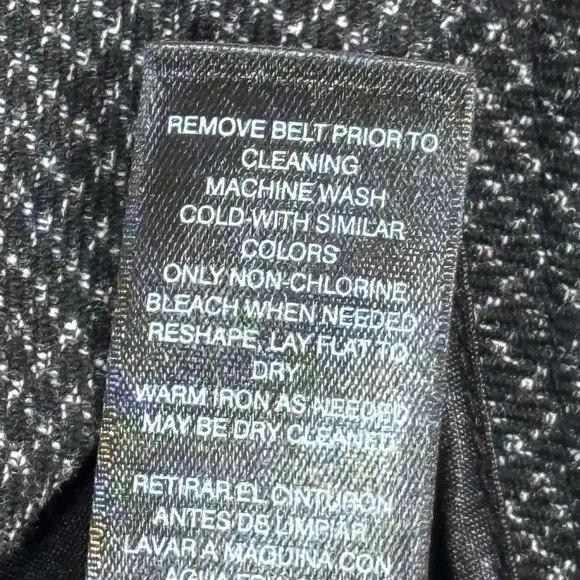 REMOVE BELT PRIOR TO
CLEANING
MACHINE WASH
COLD-WITH SIMILAR
COLORS
ONLY NON-CHLORINE
BLEACH WHEN NEEDED
RESHAPE, LAY FLAT TO
DRY
WARM IRON AS NEEDED
MAY BE DRY CLEANED
RETIRAR EL CINTURON
ANTES DE LIMPIAR
LAVAR A MAQUINA CON
AGUA